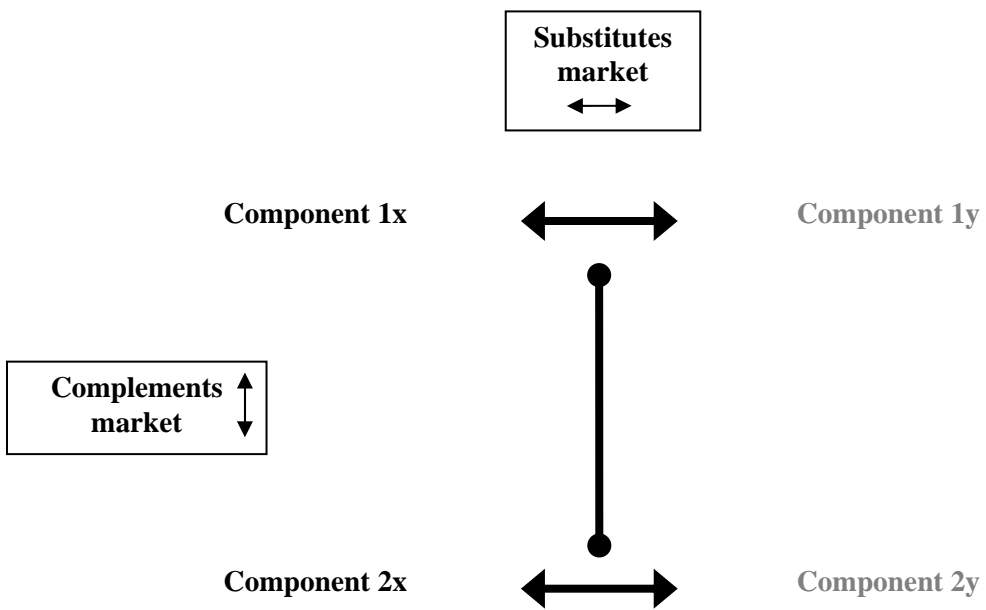 Substitutes
market
Component 1x
Component 1y
Complements
market
Component 2x
Component 2y